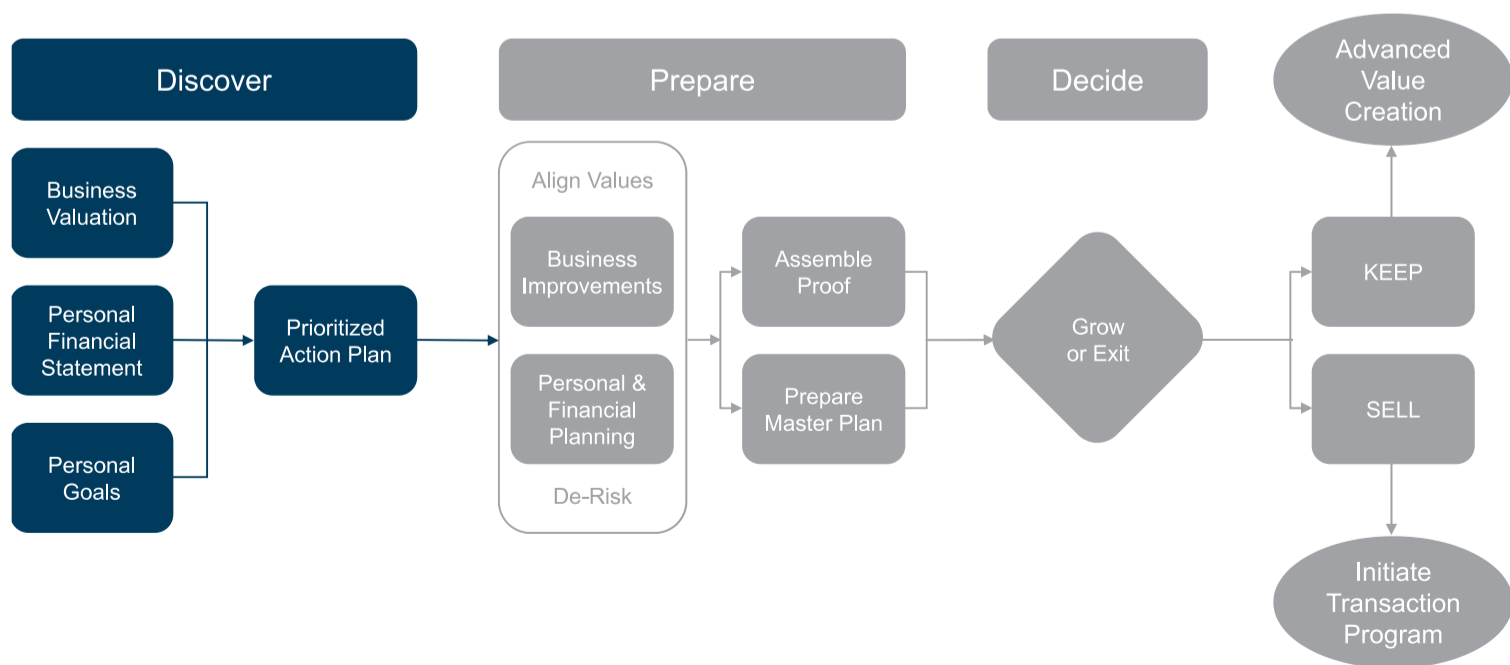 Discover
Prepare
Decide
Advanced
Value
Creation
Business
Valuation
Personal
Financial
Statement
Personal
Goals
Prioritized
Action Plan
Align Values
Business
Improvements
Personal &
Financial
Planning
De-Risk
Assemble
Proof
Prepare
Master Plan
Grow
or Exit
KEEP
SELL
Initiate
Transaction
Program